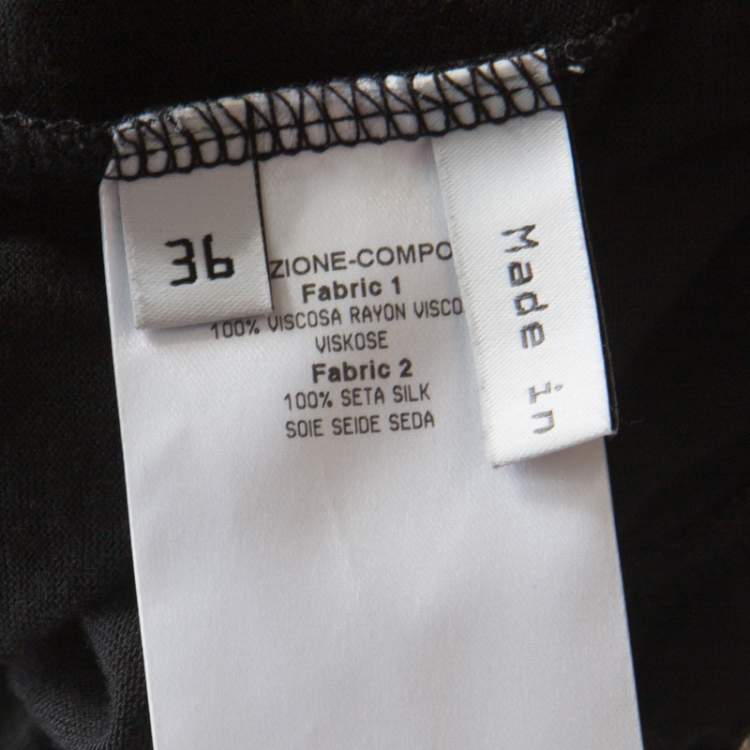 36
ZIONE-COMPO
Fabric 1
100% VISCOSA RAYON VISCO
VISKOSE
Fabric 2
100% SETA SILK
SOIE SEIDE SEDA
Made in